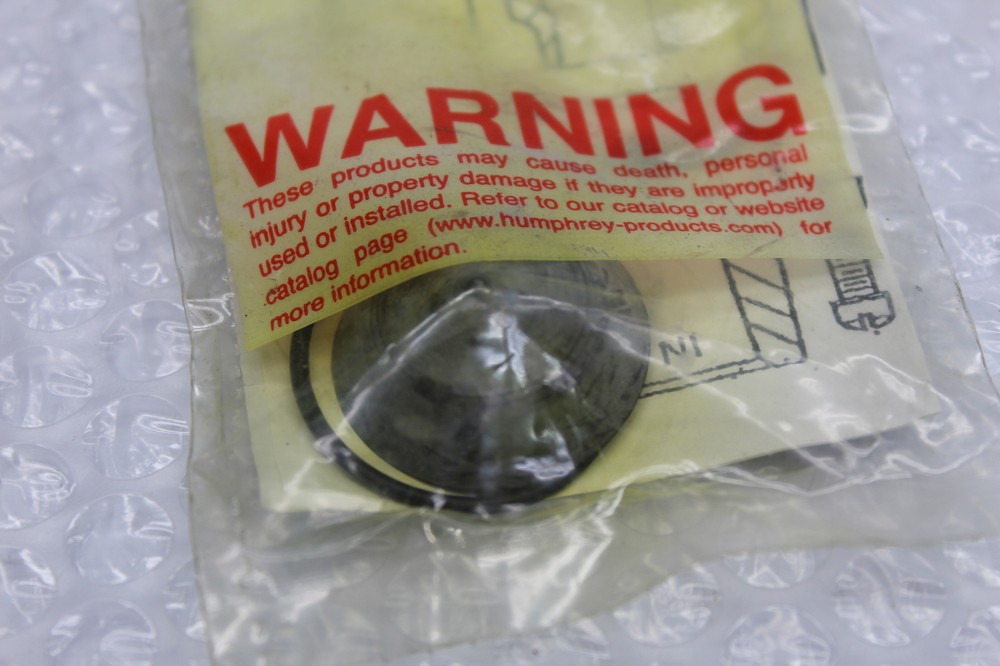 WARNING
These products may cause death, personal
injury or property damage if they are improperly
used or installed. Refer to our catalog or website
catalog page (www.humphrey-products.com) for
more information.
IN